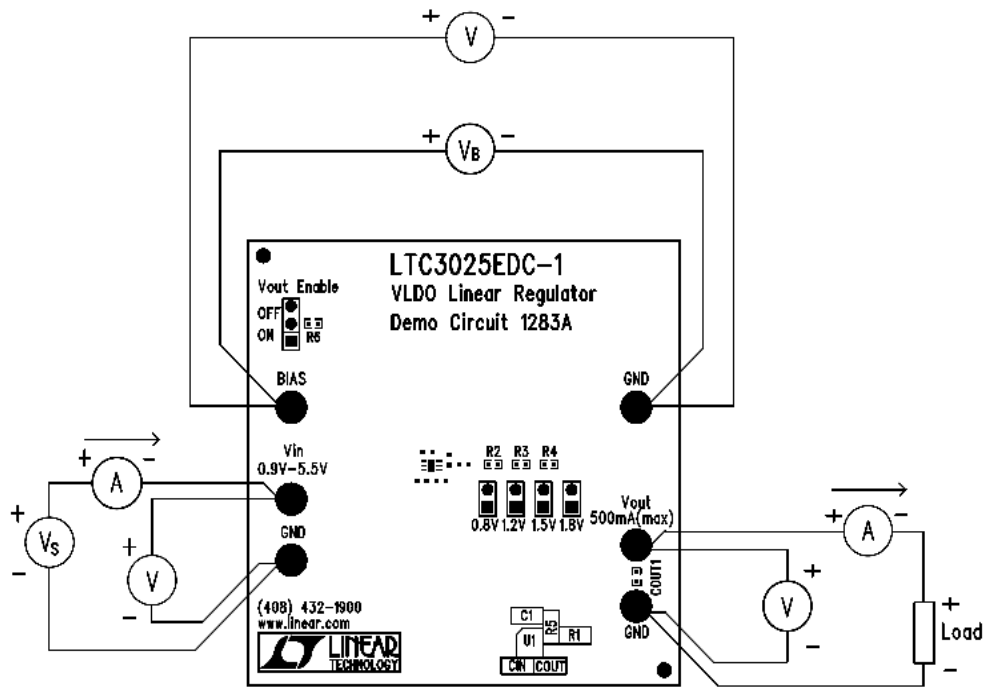 + V -
+ VB -
LTC3025EDC-1
VLDO Linear Regulator
Demo Circuit 1283A
Vout Enable
OFF
ON
R6
BIAS
GND
Vin
0.9V-5.5V
+ A -
R2 R3 R4
0.8V 1.2V 1.5V 1.8V
Vout
500mA(max)
+ A -
GND
+
Vs
-
+
V
-
COUT1
GND
+
V
-
+
Load
-
(408) 432-1900
www.linear.com
LINEAR
TECHNOLOGY
C1
R5
R1
U1
CIN COUT